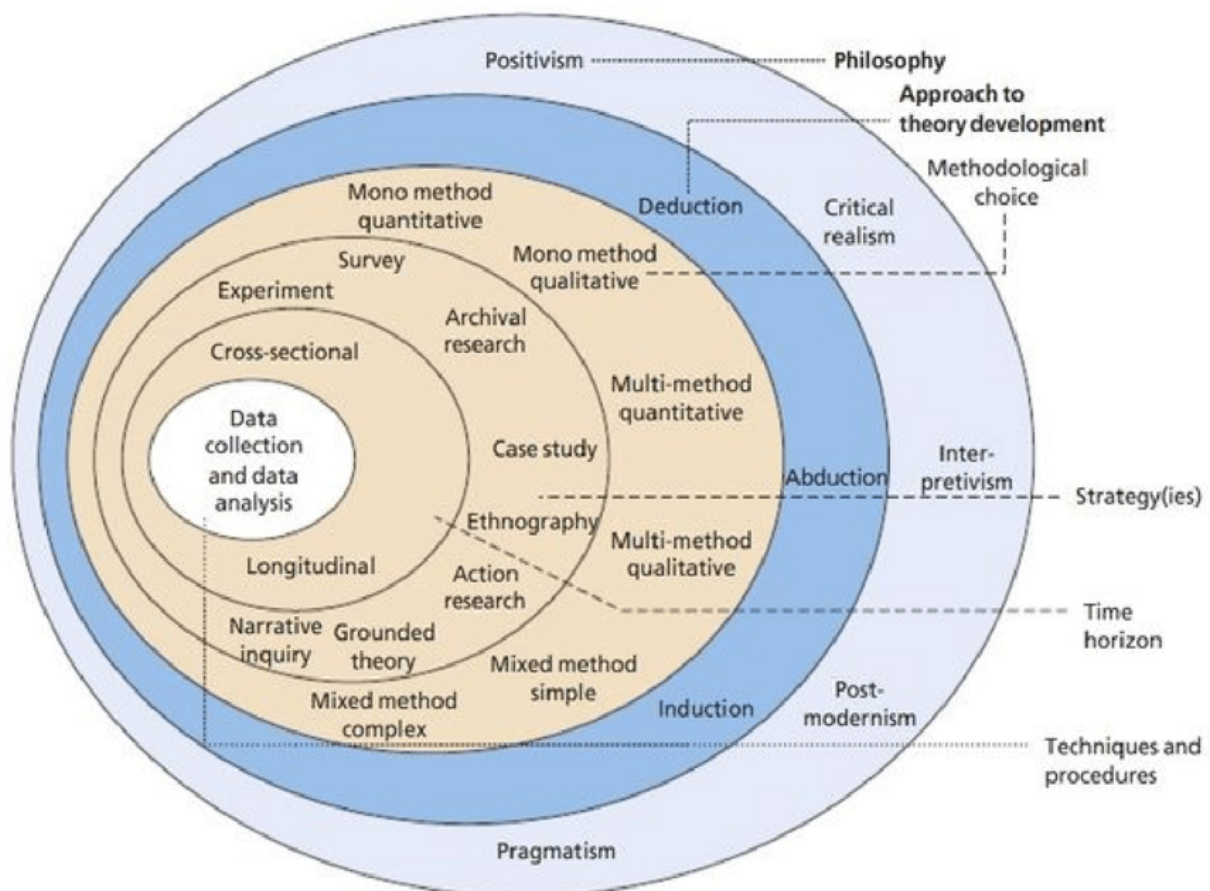 Positivism
Philosophy
Approach to
theory development
Methodological
choice
Mono method
quantitative
Deduction
Critical
realism
Survey
Mono method
qualitative
Experiment
Archival
research
Cross-sectional
Multi-method
quantitative
Data
collection
and data
analysis
Case study
Abduction
Inter-
pretivism
Strategy(ies)
Ethnography
Multi-method
qualitative
Longitudinal
Action
research
Time
horizon
Narrative
inquiry
Grounded
theory
Mixed method
simple
Mixed method
complex
Induction
Post-
modernism
Techniques and
procedures
Pragmatism